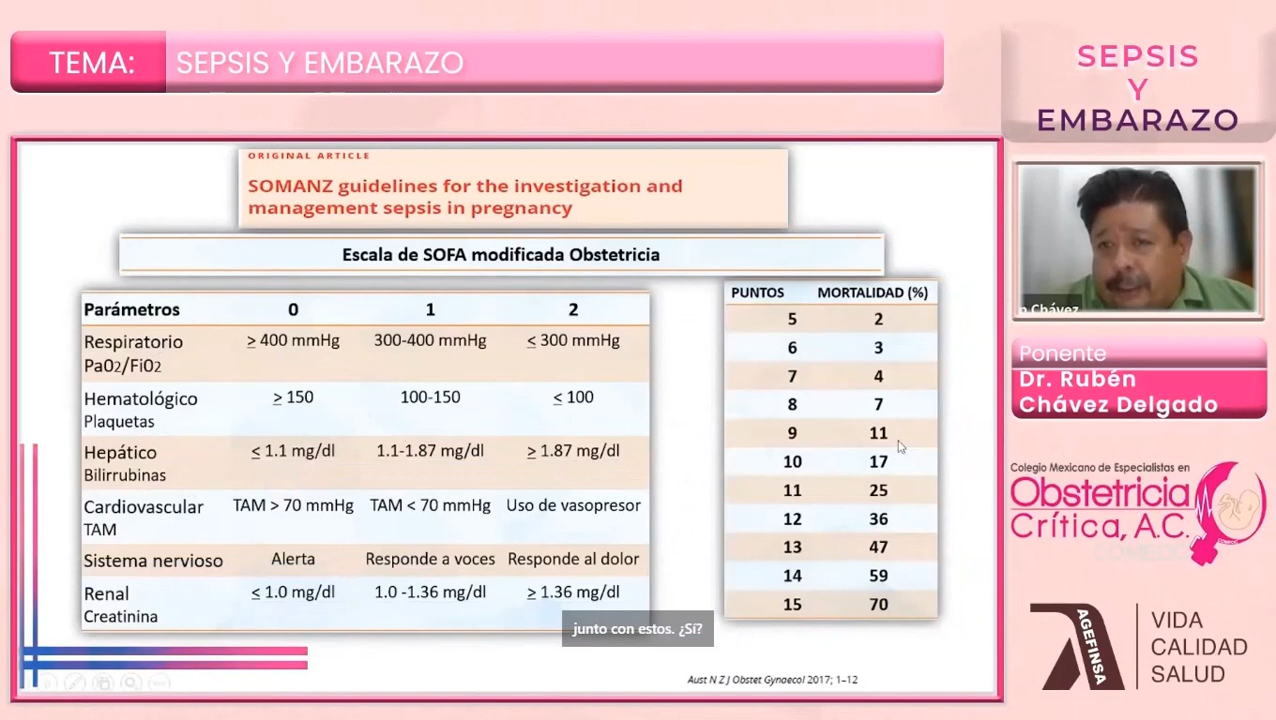 TEMA: SEPSIS Y EMBARAZO
SEPSIS
Y
EMBARAZO
ORIGINAL ARTICLE
SOMANZ guidelines for the investigation and
management sepsis in pregnancy
Escala de SOFA modificada Obstetricia
Parámetros 0 1 2
Respiratorio ≥ 400 mmHg 300-400 mmHg ≤ 300 mmHg
PaO2/FiO2
Hematológico ≥ 150 100-150 ≤ 100
Plaquetas
Hepático ≤ 1.1 mg/dl 1.1-1.87 mg/dl ≥ 1.87 mg/dl
Bilirrubinas
Cardiovascular TAM > 70 mmHg TAM < 70 mmHg Uso de vasopresor
TAM
Sistema nervioso Alerta Responde a voces Responde al dolor
Renal ≤ 1.0 mg/dl 1.0 -1.36 mg/dl ≥ 1.36 mg/dl
Creatinina
PUNTOS MORTALIDAD (%)
5 2
6 3
7 4
8 7
9 11
10 17
11 25
12 36
13 47
14 59
15 70
junto con estos. ¿Sí?
Aust N Z J Obstet Gynaecol 2017; 1–12
Chávez
Ponente
Dr. Rubén
Chávez Delgado
Colegio Mexicano de Especialistas en
Obstetricia
Crítica, A.C.
AGEFINSA
VIDA
CALIDAD
SALUD